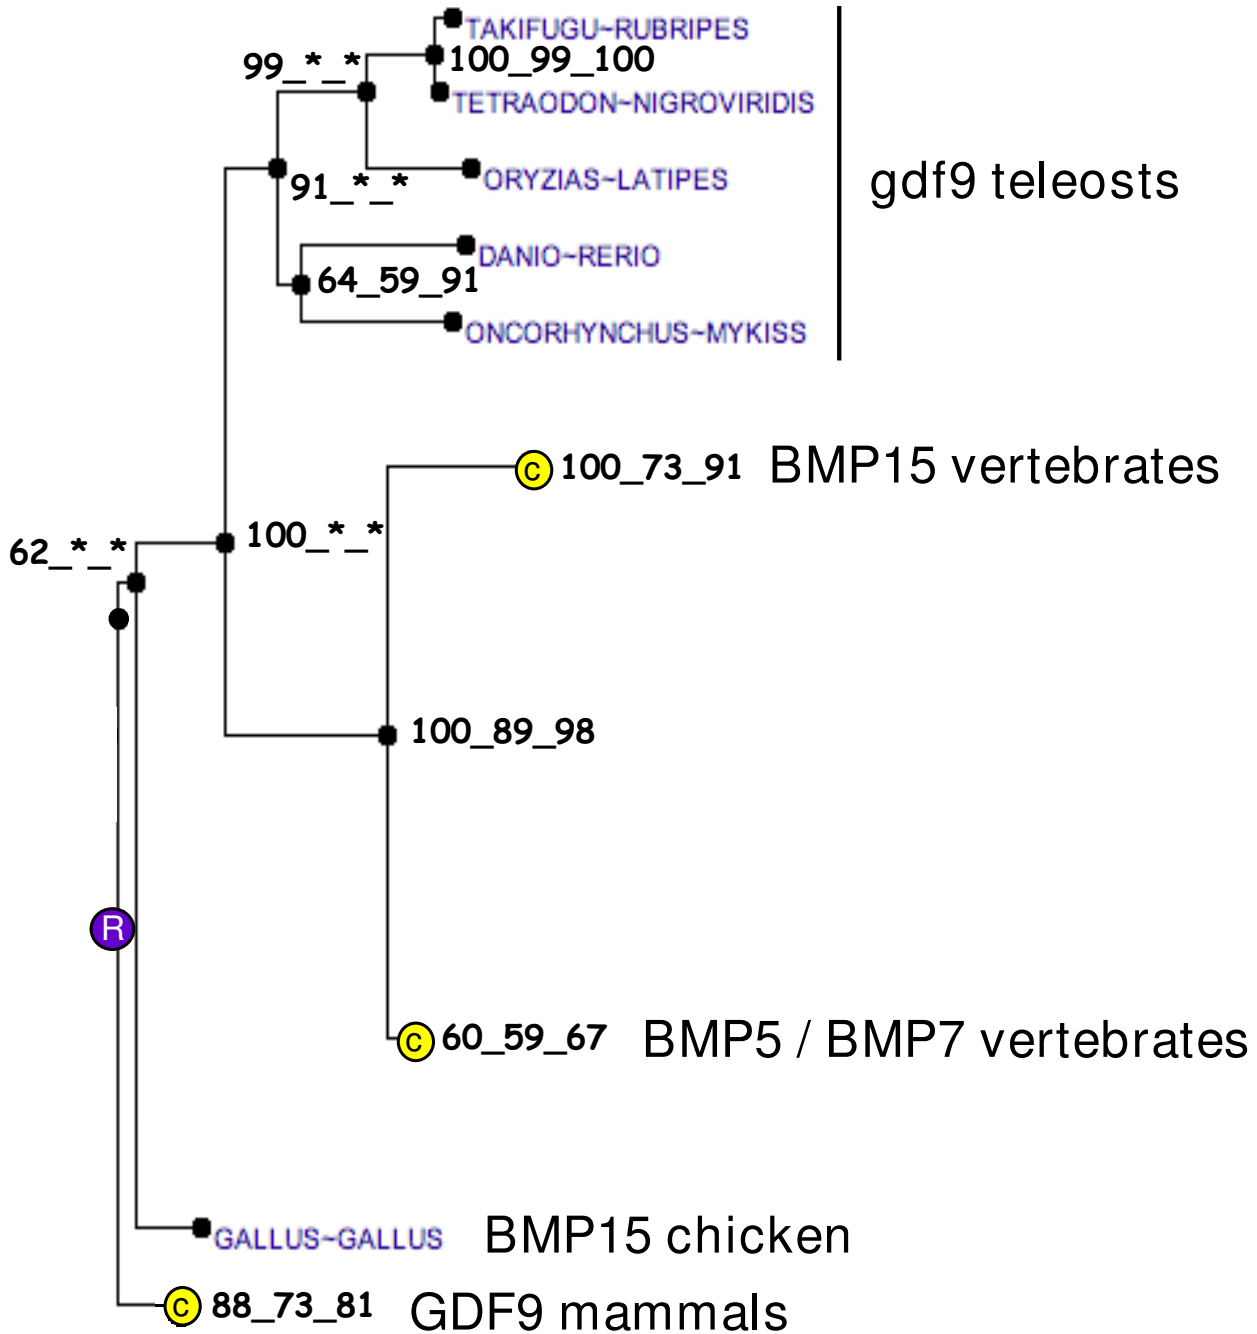 TAKIFUGU~RUBRIPES
99_*_*
100_99_100
TETRAODON~NIGROVIRIDIS
gdf9 teleosts
91_*_*
ORYZIAS~LATIPES
DANIO~RERIO
64_59_91
ONCORHYNCHUS~MYKISS
C 100_73_91 BMP15 vertebrates
62_*_*
100_*_*
100_89_98
R
C 60_59_67 BMP5 / BMP7 vertebrates
GALLUS~GALLUS BMP15 chicken
C 88_73_81 GDF9 mammals